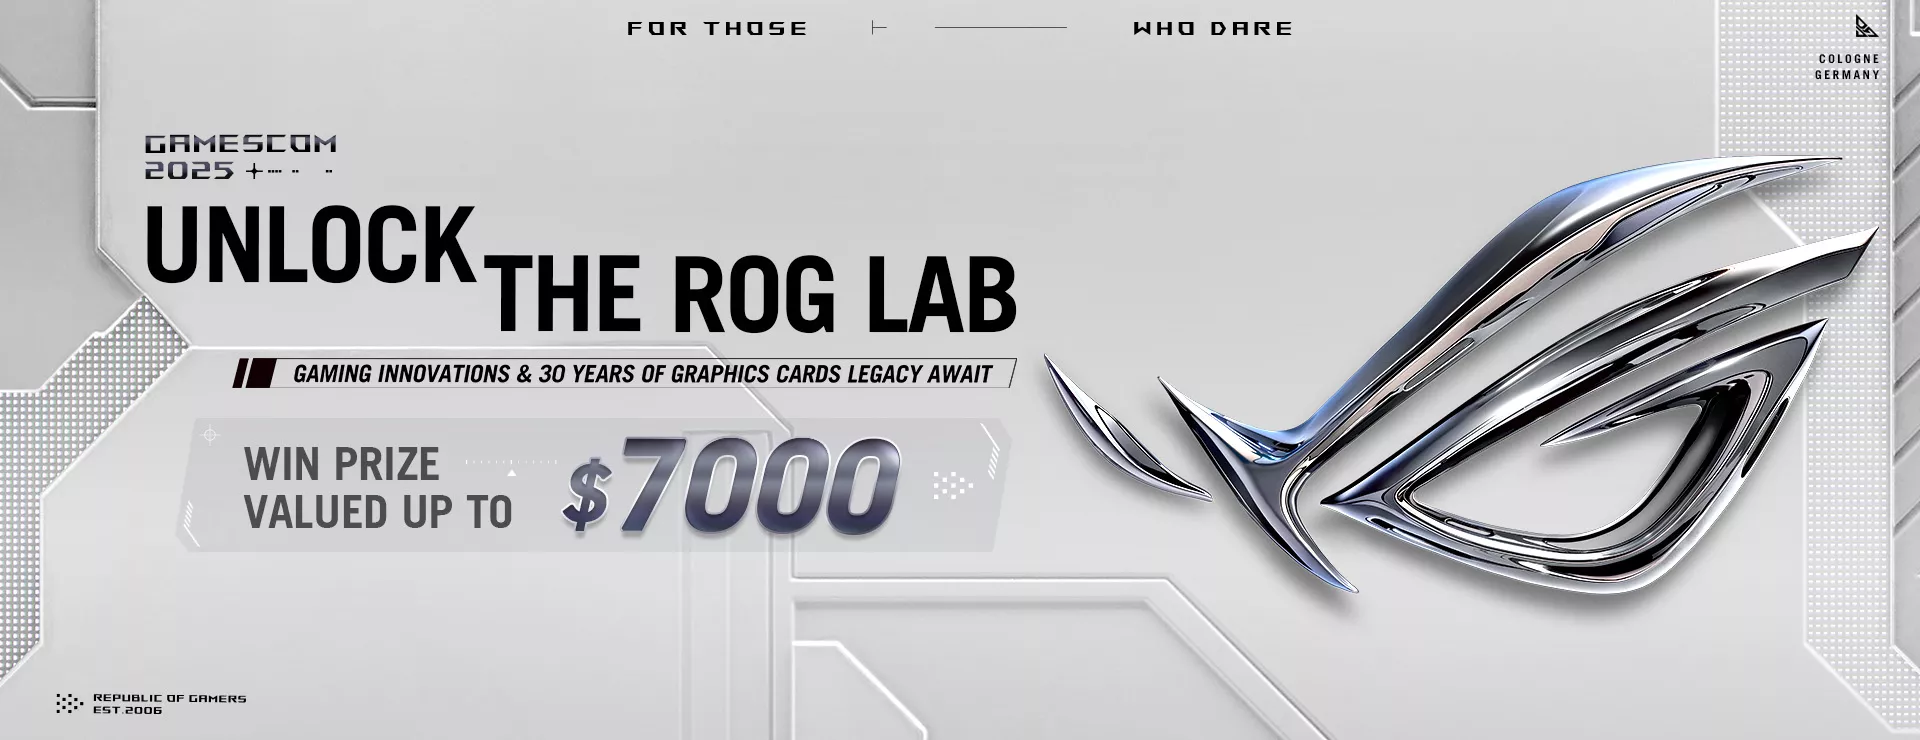 FOR THOSE WHO DARE
COLOGNE
GERMANY
GAMESCOM
2025
UNLOCK
THE ROG LAB
GAMING INNOVATIONS & 30 YEARS OF GRAPHICS CARDS LEGACY AWAIT
WIN PRIZE
VALUED UP TO
$7000
REPUBLIC OF GAMERS
EST.2006